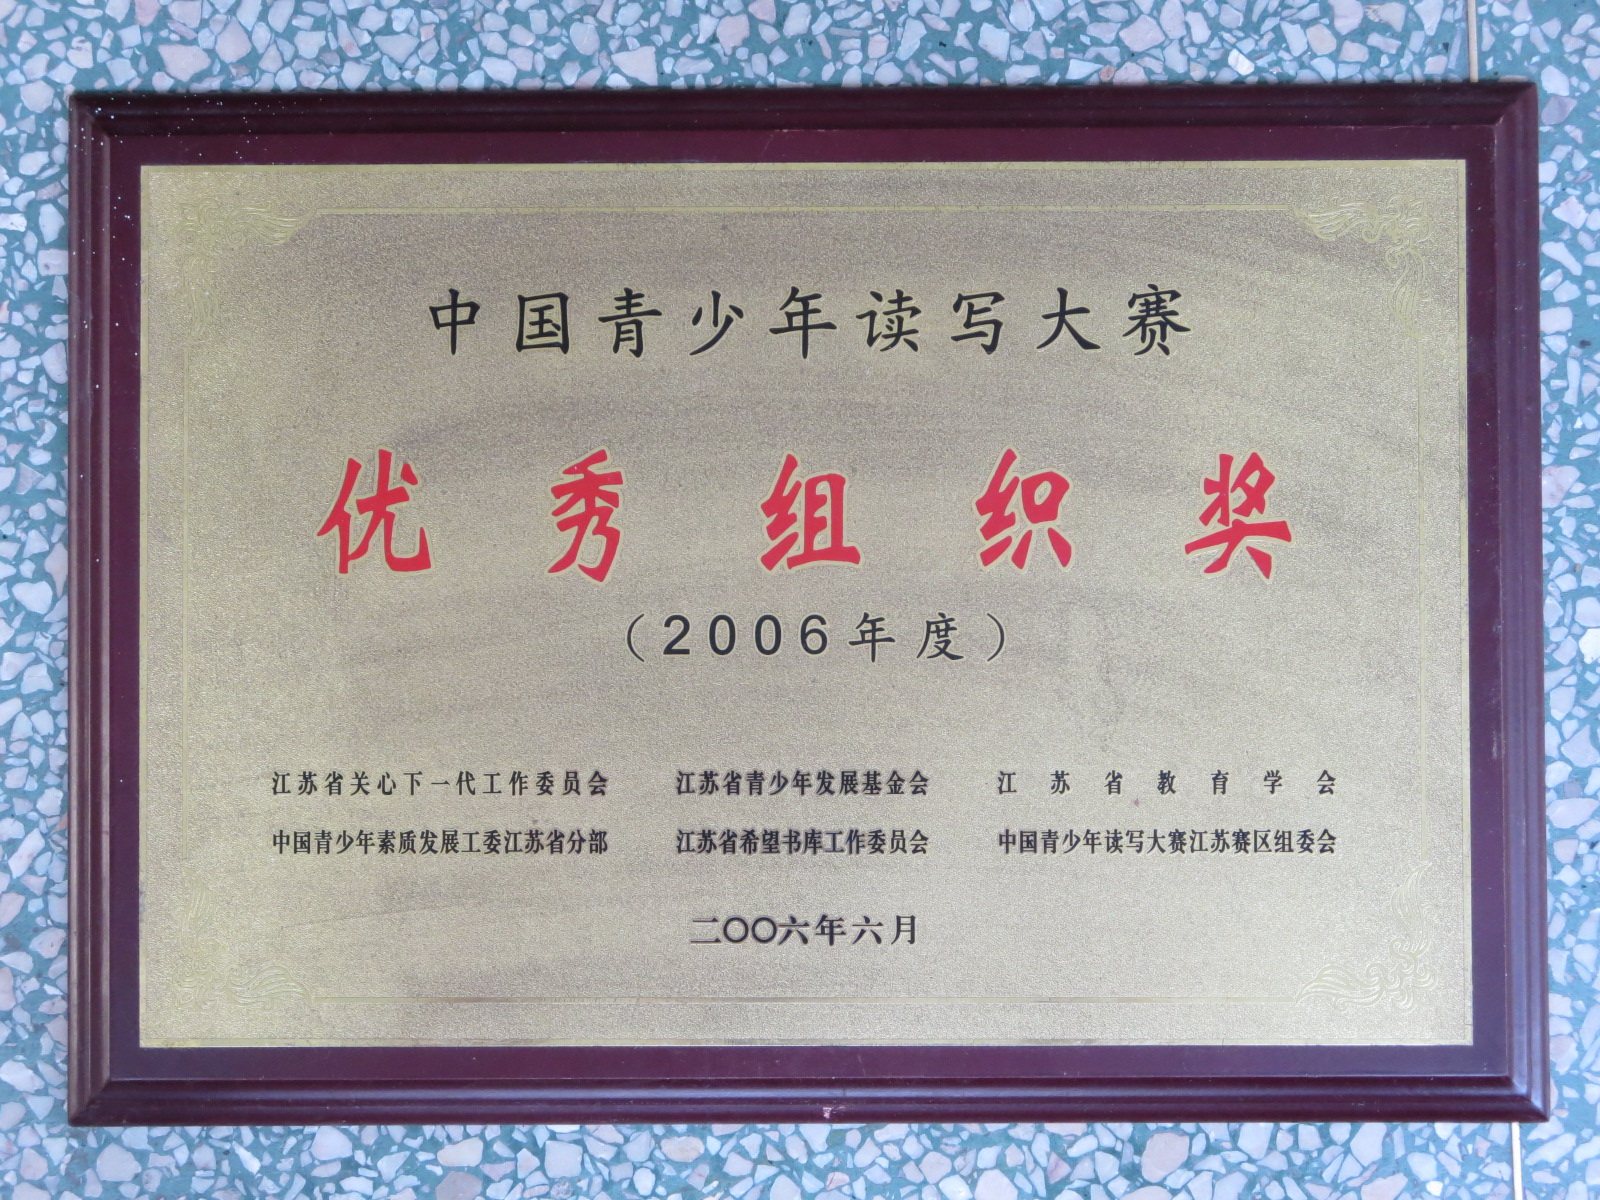 中国青少年读写大赛
优秀组织奖
（2006年度）
江苏省关心下一代工作委员会 江苏省青少年发展基金会 江苏省教育学会
中国青少年素质发展工委江苏省分部 江苏省希望书库工作委员会 中国青少年读写大赛江苏赛区组委会
二〇〇六年六月